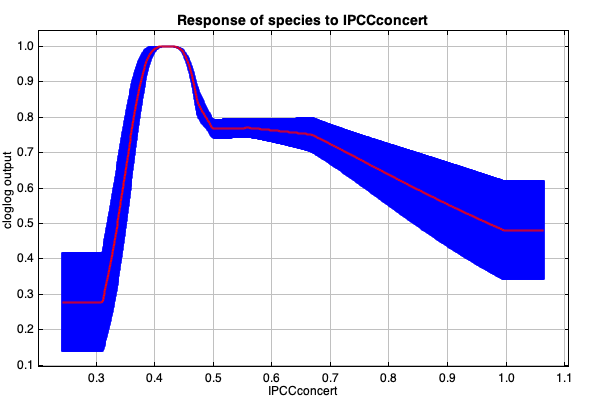 Response of species to IPCCconcert
cloglog output
1.0
0.9
0.8
0.7
0.6
0.5
0.4
0.3
0.2
0.1
0.3 0.4 0.5 0.6 0.7 0.8 0.9 1.0 1.1
IPCCconcert